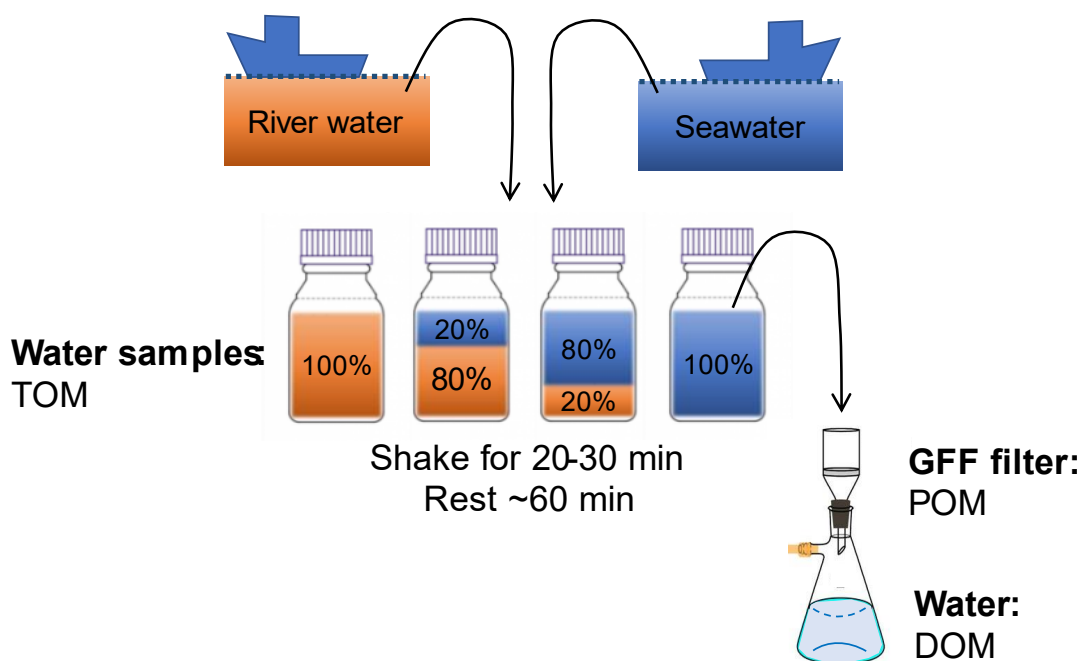 River water
Seawater
100%
20%
80%
80%
20%
100%
Water samples:
TOM
Shake for 20-30 min
Rest ~60 min
GFF filter:
POM
Water:
DOM